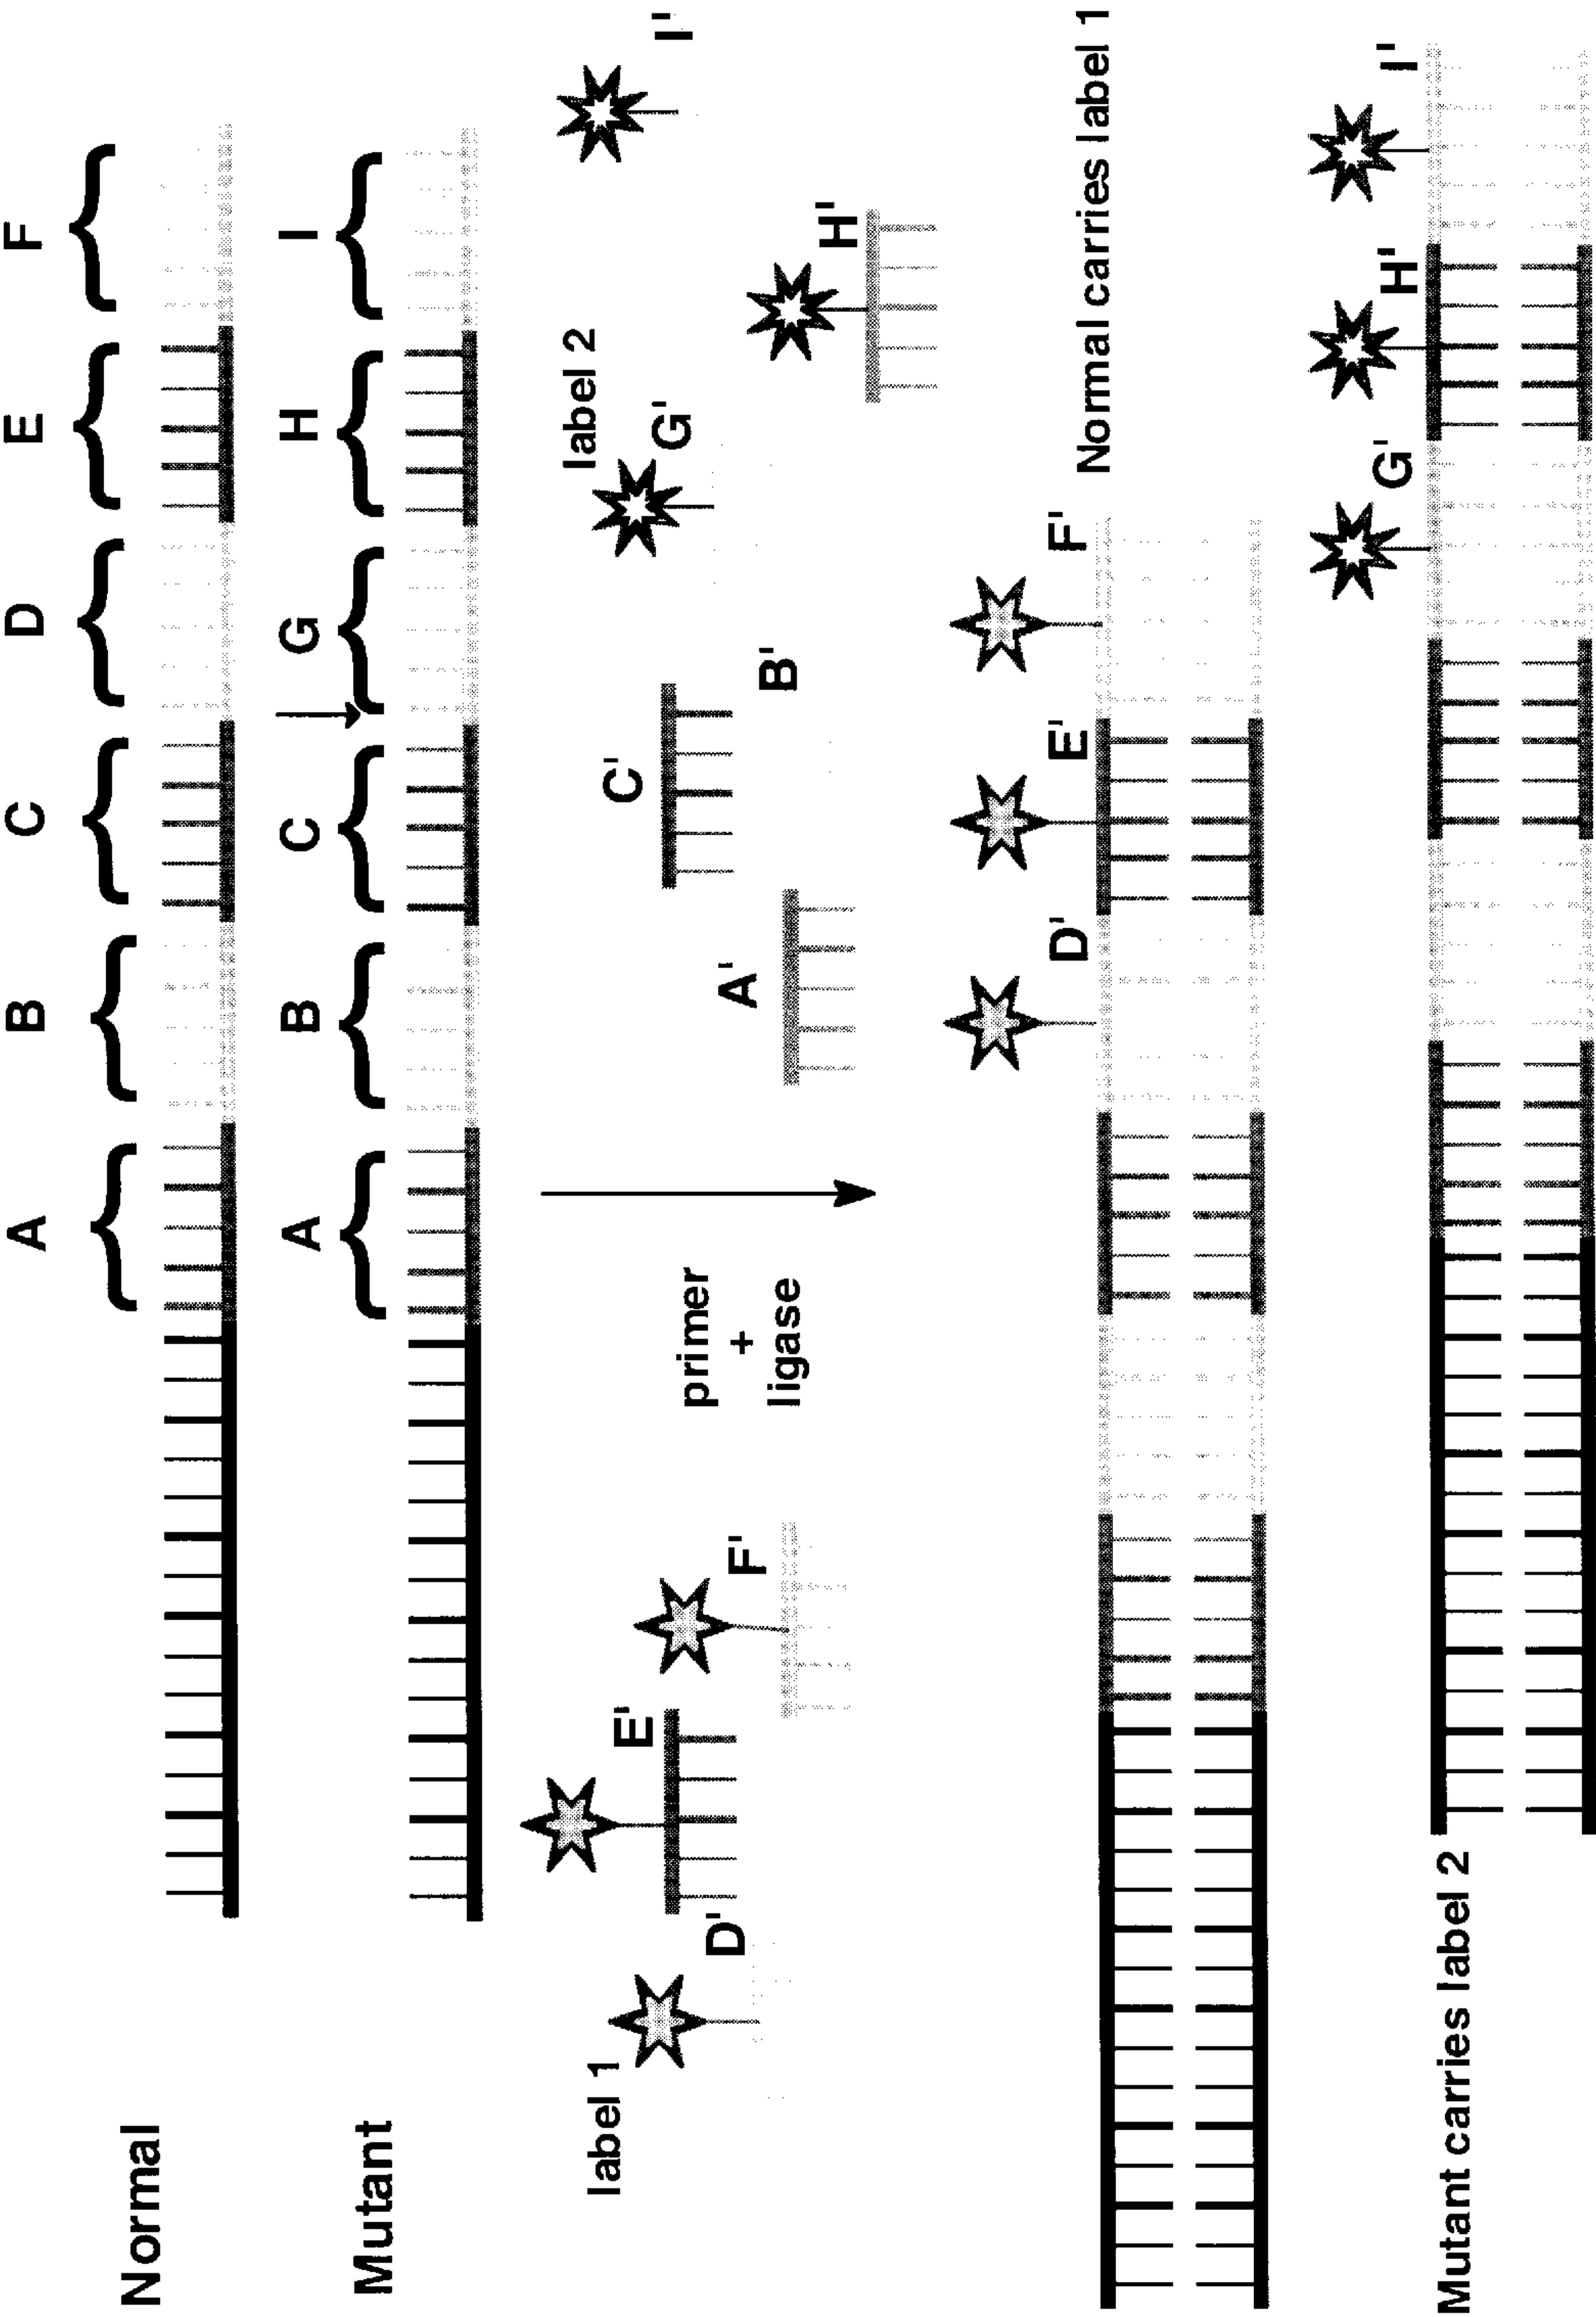 Normal
A B C D E F
Mutant
A B C G H I
label 1
D'
E'
F'
primer
+
ligase
A'
C'
B'
label 2
G'
H'
I'
D' E' F'
Normal carries label 1
G' H' I'
Mutant carries label 2